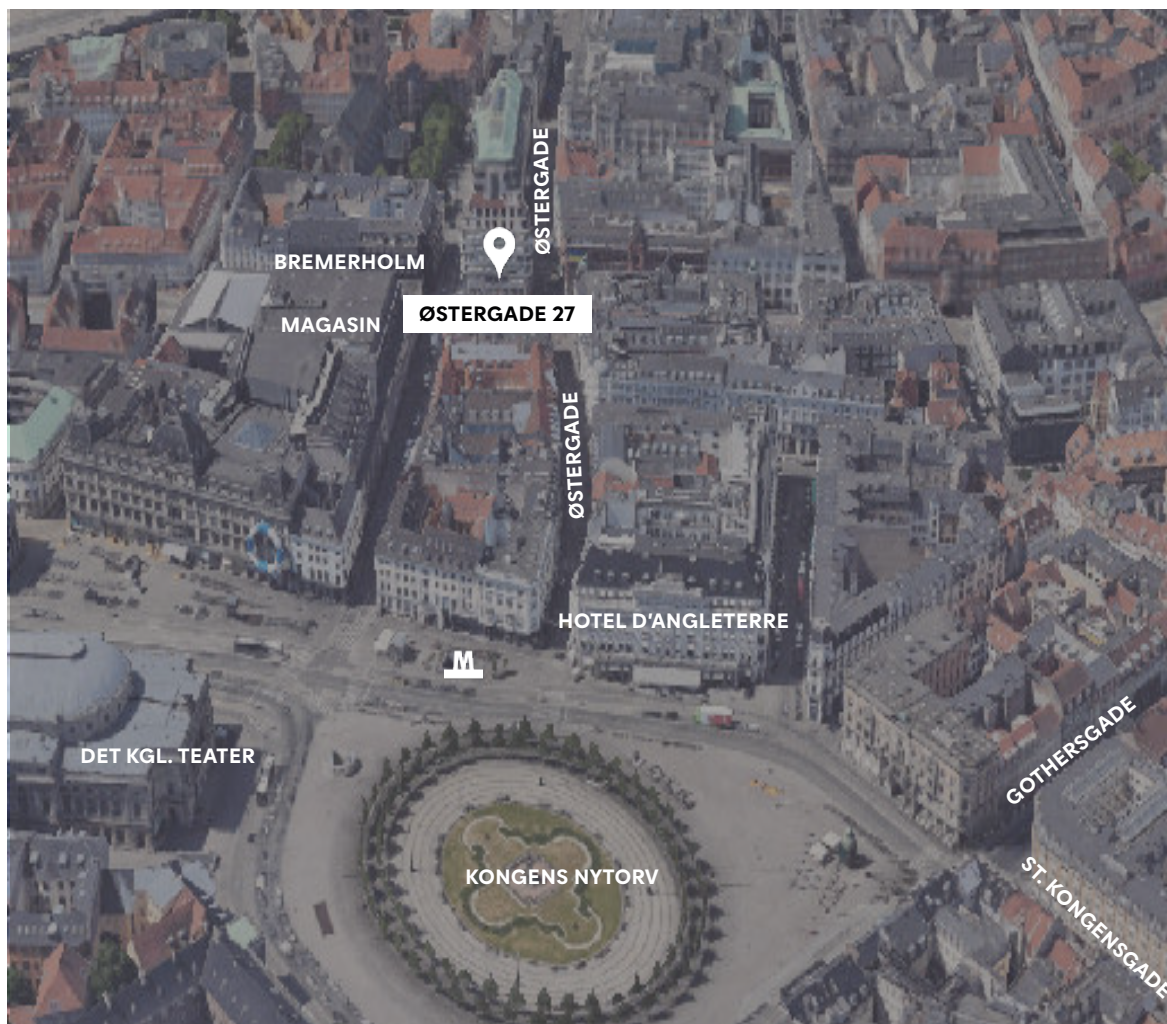 ØSTERGADE
BREMERHOLM
ØSTERGADE 27
MAGASIN
ØSTERGADE
HOTEL D’ANGLETERRE
M
DET KGL. TEATER
GOTHERSGADE
KONGENS NYTORV
ST. KONGENSGADE